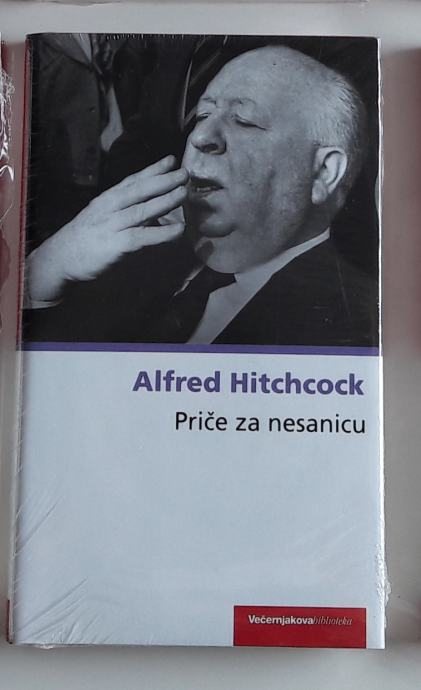 Alfred Hitchcock
Priče za nesanicu
Večernjakovabiblioteka